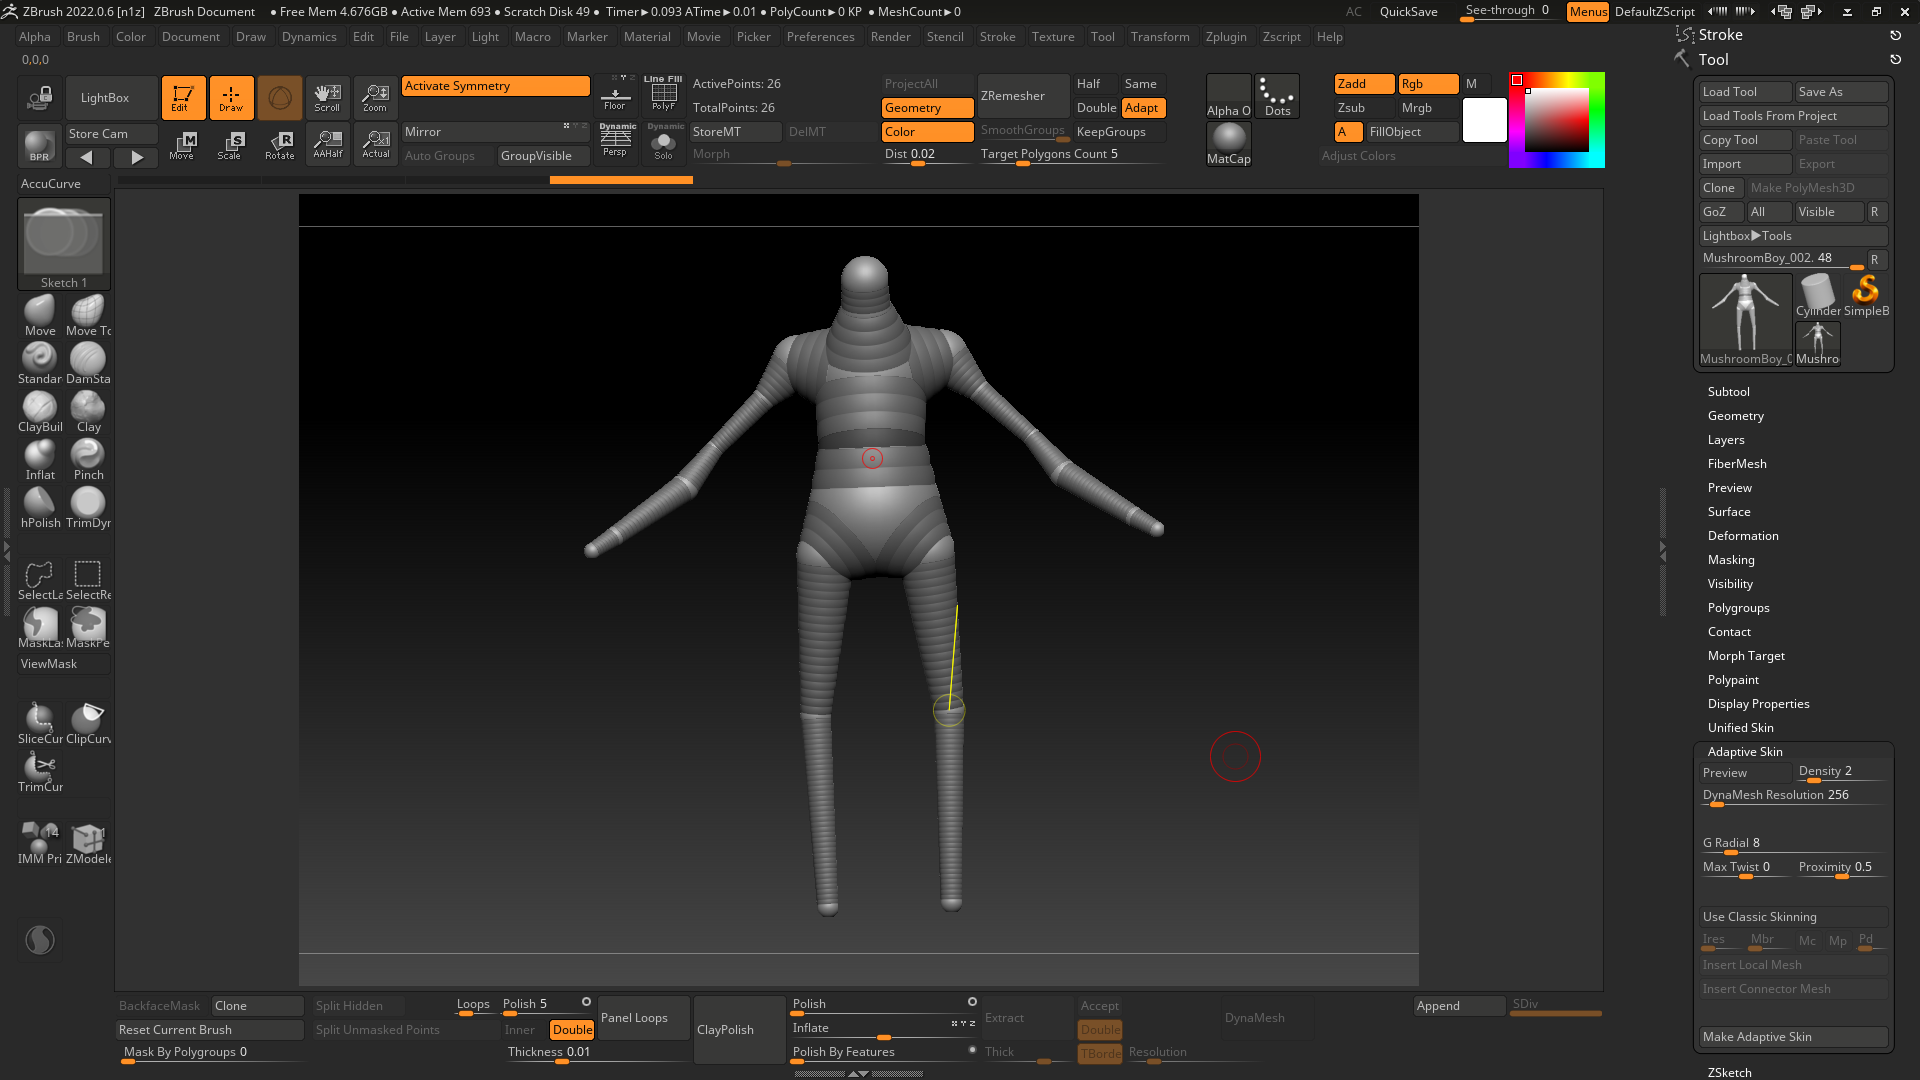 ZBrush 2022.0.6 [n1z] ZBrush Document ● Free Mem 4.676GB ● Active Mem 693 ● Scratch Disk 49 ● Timer►0.093 ATime►0.01 ● PolyCount►0 KP ● MeshCount►0 AC QuickSave See-through 0 Menus DefaultZScript
Alpha Brush Color Document Draw Dynamics Edit File Layer Light Macro Marker Material Movie Picker Preferences Render Stencil Stroke Texture Tool Transform Zplugin Zscript Help
0,0,0
LightBox
BPR
Store Cam
Edit
Draw
Move
Scale
Rotate
Scroll
Zoom
AAHalf
Actual
Activate Symmetry
Mirror
Auto Groups GroupVisible
Floor
Dynamic
Persp
Line Fill
PolyF
Dynamic
Solo
ActivePoints: 26
TotalPoints: 26
StoreMT DelMT
Morph
ProjectAll
Geometry
Color
Dist 0.02
ZRemesher
Half Same
Double Adapt
SmoothGroups KeepGroups
Target Polygons Count 5
Alpha O
Dots
MatCap
Zadd Rgb M
Zsub Mrgb
A FillObject
Adjust Colors
AccuCurve
Sketch 1
Move Move To
Standar DamSta
ClayBuil Clay
Inflat Pinch
hPolish TrimDyn
SelectLa SelectRe
MaskLa MaskPe
ViewMask
SliceCur ClipCurv
TrimCur
14
IMM Pri ZModele
Stroke
Tool
Load Tool Save As
Load Tools From Project
Copy Tool Paste Tool
Import Export
Clone Make PolyMesh3D
GoZ All Visible R
Lightbox▶Tools
MushroomBoy_002. 48 R
Cylinder SimpleB
MushroomBoy_0 Mushro
Subtool
Geometry
Layers
FiberMesh
Preview
Surface
Deformation
Masking
Visibility
Polygroups
Contact
Morph Target
Polypaint
Display Properties
Unified Skin
Adaptive Skin
Preview Density 2
DynaMesh Resolution 256
G Radial 8
Max Twist 0 Proximity 0.5
Use Classic Skinning
Ires Mbr Mc Mp Pd
Insert Local Mesh
Insert Connector Mesh
Make Adaptive Skin
ZSketch
BackfaceMask Clone
Reset Current Brush
Mask By Polygroups 0
Split Hidden
Split Unmasked Points
Loops Polish 5
Inner Double
Thickness 0.01
Panel Loops
ClayPolish
Polish
Inflate
Polish By Features
Extract Accept
Double
Thick TBorde
DynaMesh
Resolution
Append SDiv